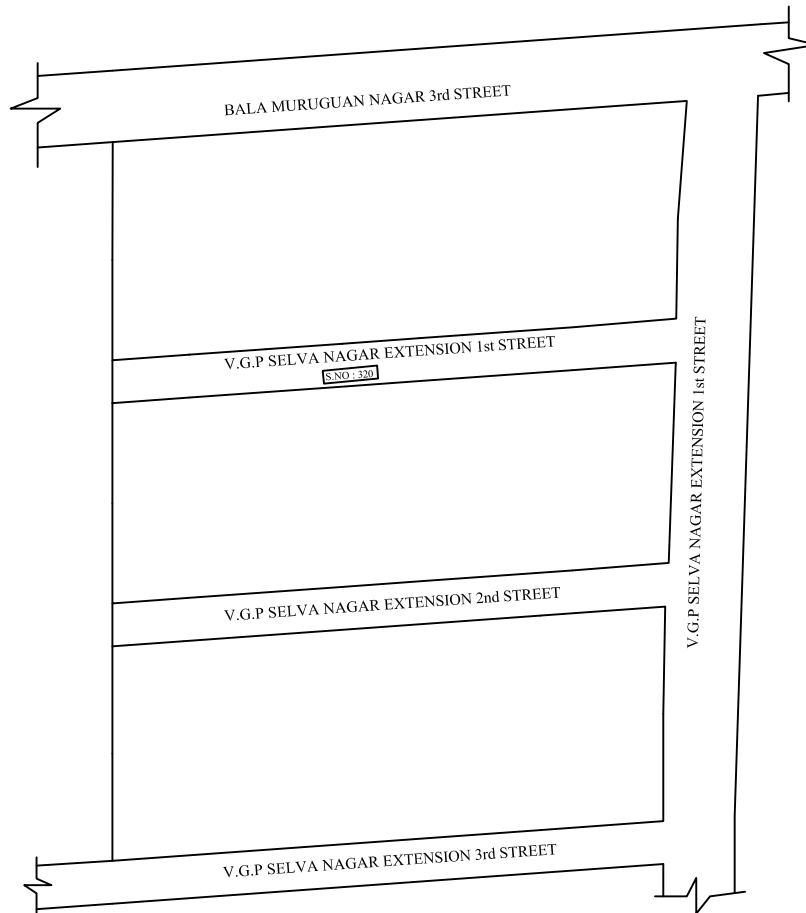 BALA MURUGUAN NAGAR 3rd STREET
V.G.P SELVA NAGAR EXTENSION 1st STREET
S.NO : 320
V.G.P SELVA NAGAR EXTENSION 1st STREET
V.G.P SELVA NAGAR EXTENSION 2nd STREET
V.G.P SELVA NAGAR EXTENSION 3rd STREET